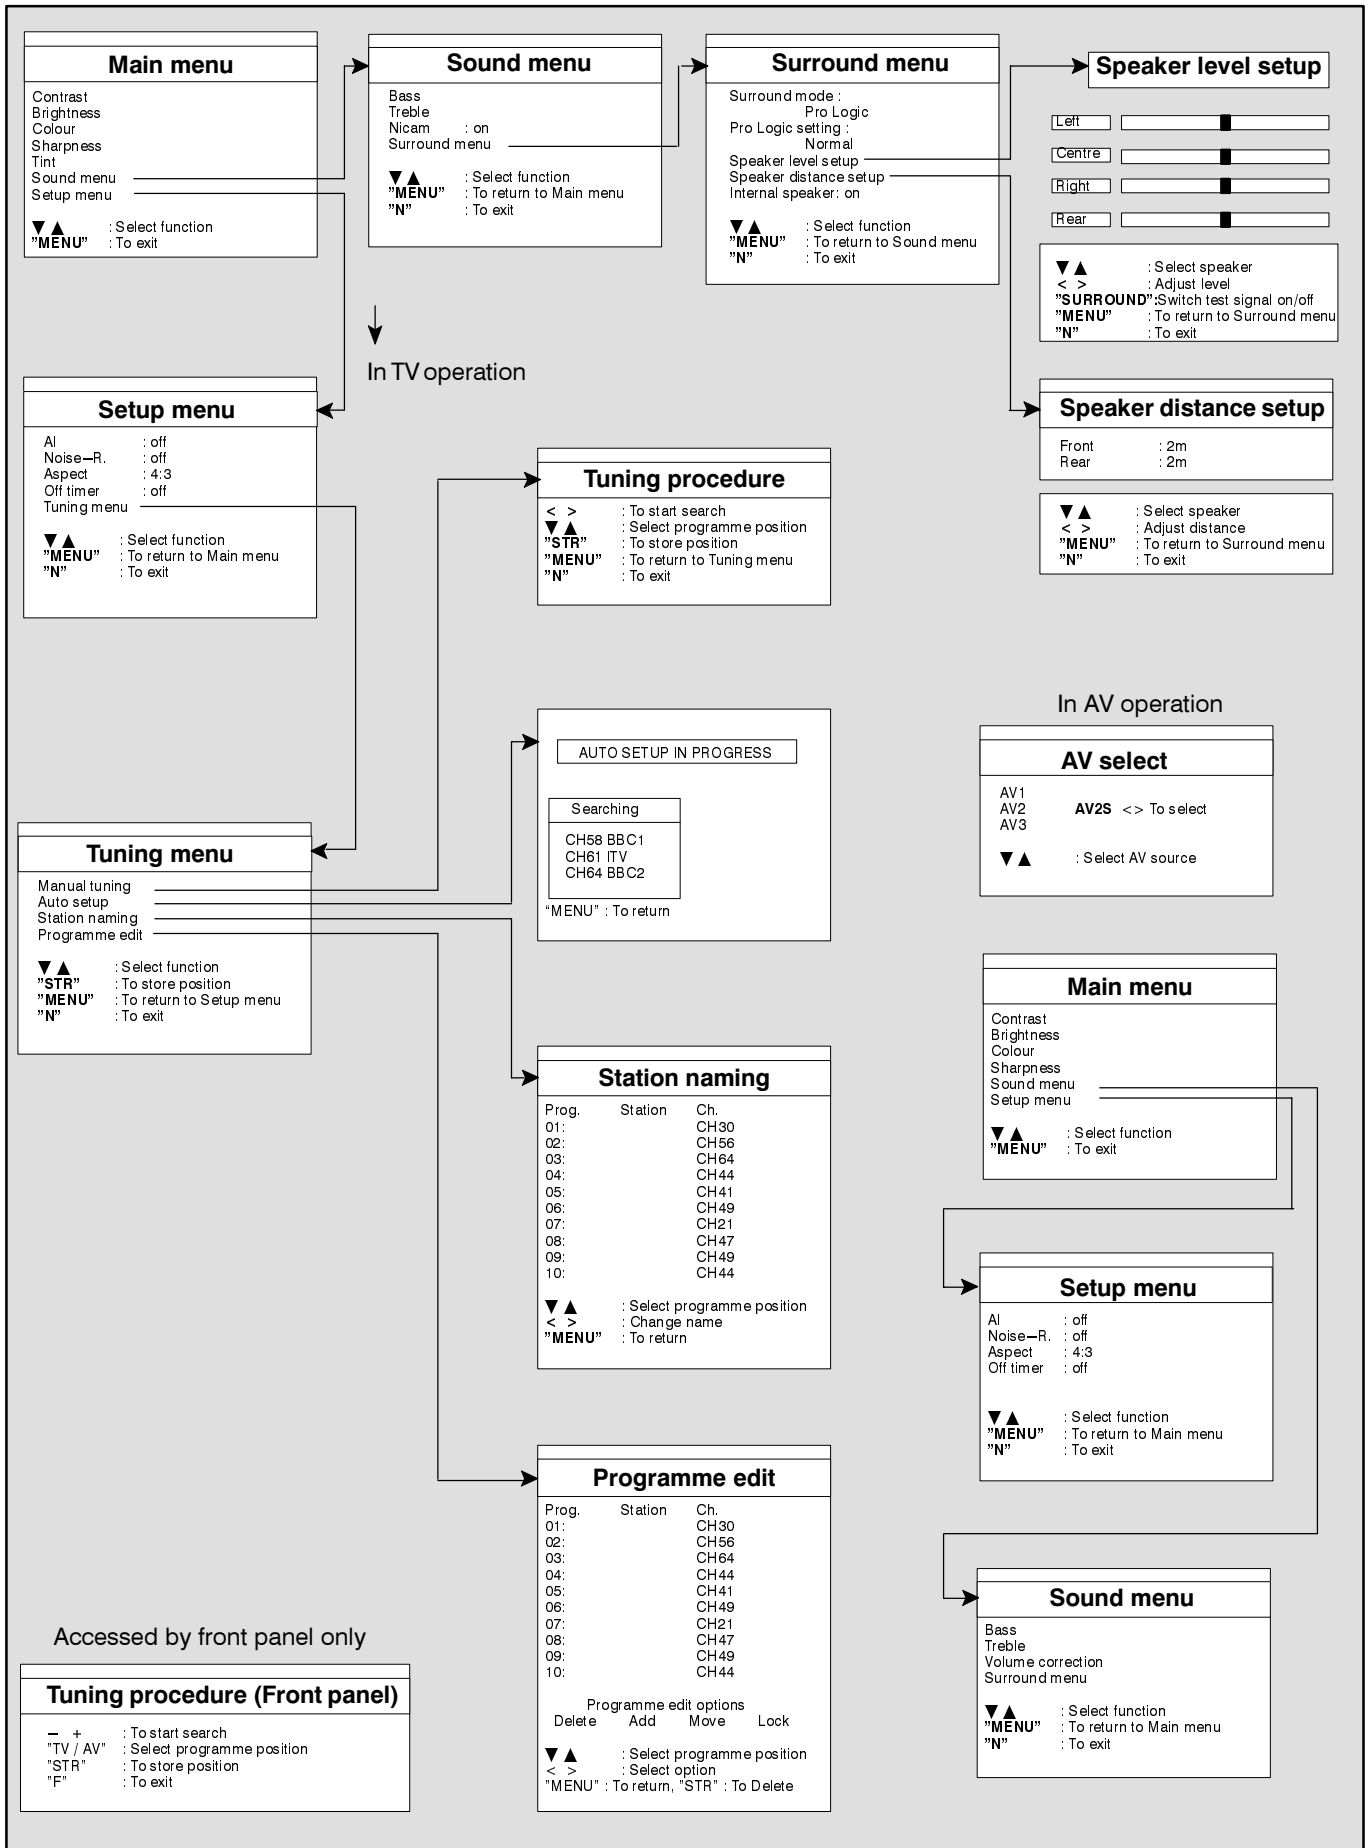 Main menu
Contrast
Brightness
Colour
Sharpness
Tint
Sound menu
Setup menu
▼ ▲ : Select function
"MENU" : To exit
Sound menu
Bass
Treble
Nicam : on
Surround menu
▼ ▲ : Select function
"MENU" : To return to Main menu
"N" : To exit
Surround menu
Surround mode :
Pro Logic
Pro Logic setting :
Normal
Speaker level setup
Speaker distance setup
Internal speaker: on
▼ ▲ : Select function
"MENU" : To return to Sound menu
"N" : To exit
Speaker level setup
Left
Centre
Right
Rear
▼ ▲ : Select speaker
< > : Adjust level
"SURROUND":Switch test signal on/off
"MENU" : To return to Surround menu
"N" : To exit
In TV operation
Setup menu
AI : off
Noise–R. : off
Aspect : 4:3
Off timer : off
Tuning menu
▼ ▲ : Select function
"MENU" : To return to Main menu
"N" : To exit
Speaker distance setup
Front : 2m
Rear : 2m
▼ ▲ : Select speaker
< > : Adjust distance
"MENU" : To return to Surround menu
"N" : To exit
Tuning procedure
< > : To start search
▼ ▲ : Select programme position
"STR" : To store position
"MENU" : To return to Tuning menu
"N" : To exit
AUTO SETUP IN PROGRESS
Searching
CH58 BBC1
CH61 ITV
CH64 BBC2
"MENU" : To return
In AV operation
AV select
AV1
AV2 AV2S < > To select
AV3
▼ ▲ : Select AV source
Tuning menu
Manual tuning
Auto setup
Station naming
Programme edit
▼ ▲ : Select function
"STR" : To store position
"MENU" : To return to Setup menu
"N" : To exit
Main menu
Contrast
Brightness
Colour
Sharpness
Sound menu
Setup menu
▼ ▲ : Select function
"MENU" : To exit
Station naming
Prog. Station Ch.
01: CH30
02: CH56
03: CH64
04: CH44
05: CH41
06: CH49
07: CH21
08: CH47
09: CH49
10: CH44
▼ ▲ : Select programme position
< > : Change name
"MENU" : To return
Setup menu
AI : off
Noise–R. : off
Aspect : 4:3
Off timer : off
▼ ▲ : Select function
"MENU" : To return to Main menu
"N" : To exit
Programme edit
Prog. Station Ch.
01: CH30
02: CH56
03: CH64
04: CH44
05: CH41
06: CH49
07: CH21
08: CH47
09: CH49
10: CH44
Programme edit options
Delete Add Move Lock
▼ ▲ : Select programme position
< > : Select option
"MENU" : To return, "STR" : To Delete
Sound menu
Bass
Treble
Volume correction
Surround menu
▼ ▲ : Select function
"MENU" : To return to Main menu
"N" : To exit
Accessed by front panel only
Tuning procedure (Front panel)
– + : To start search
"TV / AV" : Select programme position
"STR" : To store position
"F" : To exit